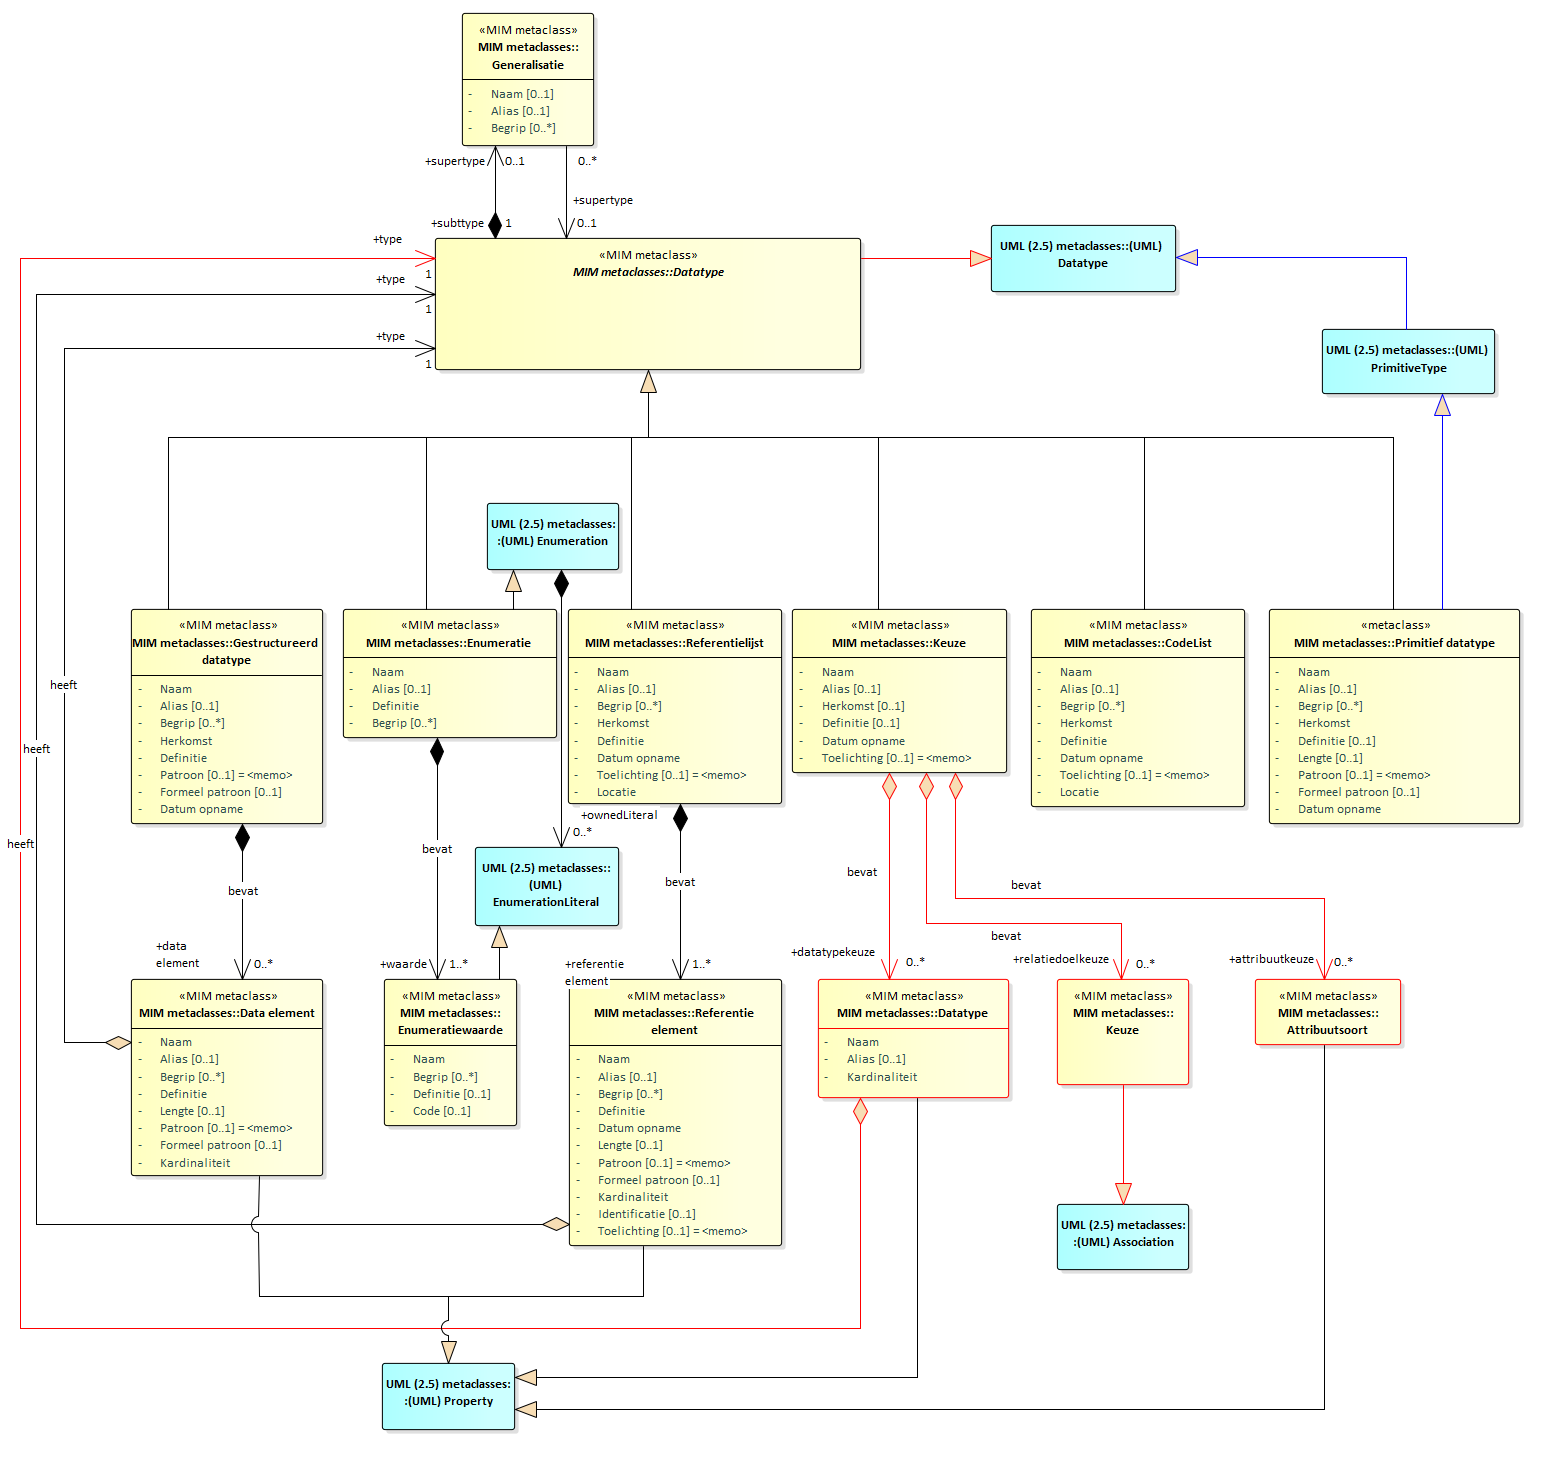 «MIM metaclass»
MIM metaclasses::
Generalisatie
- Naam [0..1]
- Alias [0..1]
- Begrip [0..*]
+supertype
0..1
0..*
+supertype
+subttype
1
0..1
+type
1
+type
1
+type
1
«MIM metaclass»
MIM metaclasses::Datatype
UML (2.5) metaclasses::(UML)
Datatype
UML (2.5) metaclasses::(UML)
PrimitiveType
UML (2.5) metaclasses:
:(UML) Enumeration
«MIM metaclass»
MIM metaclasses::Gestructureerd
datatype
- Naam
- Alias [0..1]
- Begrip [0..*]
- Herkomst
- Definitie
- Patroon [0..1] = <memo>
- Formeel patroon [0..1]
- Datum opname
«MIM metaclass»
MIM metaclasses::Enumeratie
- Naam
- Alias [0..1]
- Definitie
- Begrip [0..*]
«MIM metaclass»
MIM metaclasses::Referentielijst
- Naam
- Alias [0..1]
- Begrip [0..*]
- Herkomst
- Definitie
- Datum opname
- Toelichting [0..1] = <memo>
- Locatie
«MIM metaclass»
MIM metaclasses::Keuze
- Naam
- Alias [0..1]
- Herkomst [0..1]
- Definitie [0..1]
- Datum opname
- Toelichting [0..1] = <memo>
«MIM metaclass»
MIM metaclasses::CodeList
- Naam
- Alias [0..1]
- Begrip [0..*]
- Herkomst
- Definitie
- Datum opname
- Toelichting [0..1] = <memo>
- Locatie
«metaclass»
MIM metaclasses::Primitief datatype
- Naam
- Alias [0..1]
- Begrip [0..*]
- Herkomst
- Definitie [0..1]
- Lengte [0..1]
- Patroon [0..1] = <memo>
- Formeel patroon [0..1]
- Datum opname
heeft
heeft
heeft
bevat
+data
element
0..*
bevat
+waarde
1..*
+ownedLiteral
0..*
UML (2.5) metaclasses::
(UML)
EnumerationLiteral
bevat
+referentie
element
1..*
bevat
+datatypekeuze
0..*
bevat
+relatiedoelkeuze
0..*
bevat
+attribuutkeuze
0..*
«MIM metaclass»
MIM metaclasses::Data element
- Naam
- Alias [0..1]
- Begrip [0..*]
- Definitie
- Lengte [0..1]
- Patroon [0..1] = <memo>
- Formeel patroon [0..1]
- Kardinaliteit
«MIM metaclass»
MIM metaclasses::
Enumeratiewaarde
- Naam
- Begrip [0..*]
- Definitie [0..1]
- Code [0..1]
«MIM metaclass»
MIM metaclasses::Referentie
element
- Naam
- Alias [0..1]
- Begrip [0..*]
- Definitie
- Datum opname
- Lengte [0..1]
- Patroon [0..1] = <memo>
- Formeel patroon [0..1]
- Kardinaliteit
- Identificatie [0..1]
- Toelichting [0..1] = <memo>
«MIM metaclass»
MIM metaclasses::Datatype
- Naam
- Alias [0..1]
- Kardinaliteit
«MIM metaclass»
MIM metaclasses::
Keuze
«MIM metaclass»
MIM metaclasses::
Attribuutsoort
UML (2.5) metaclasses:
:(UML) Association
UML (2.5) metaclasses:
:(UML) Property